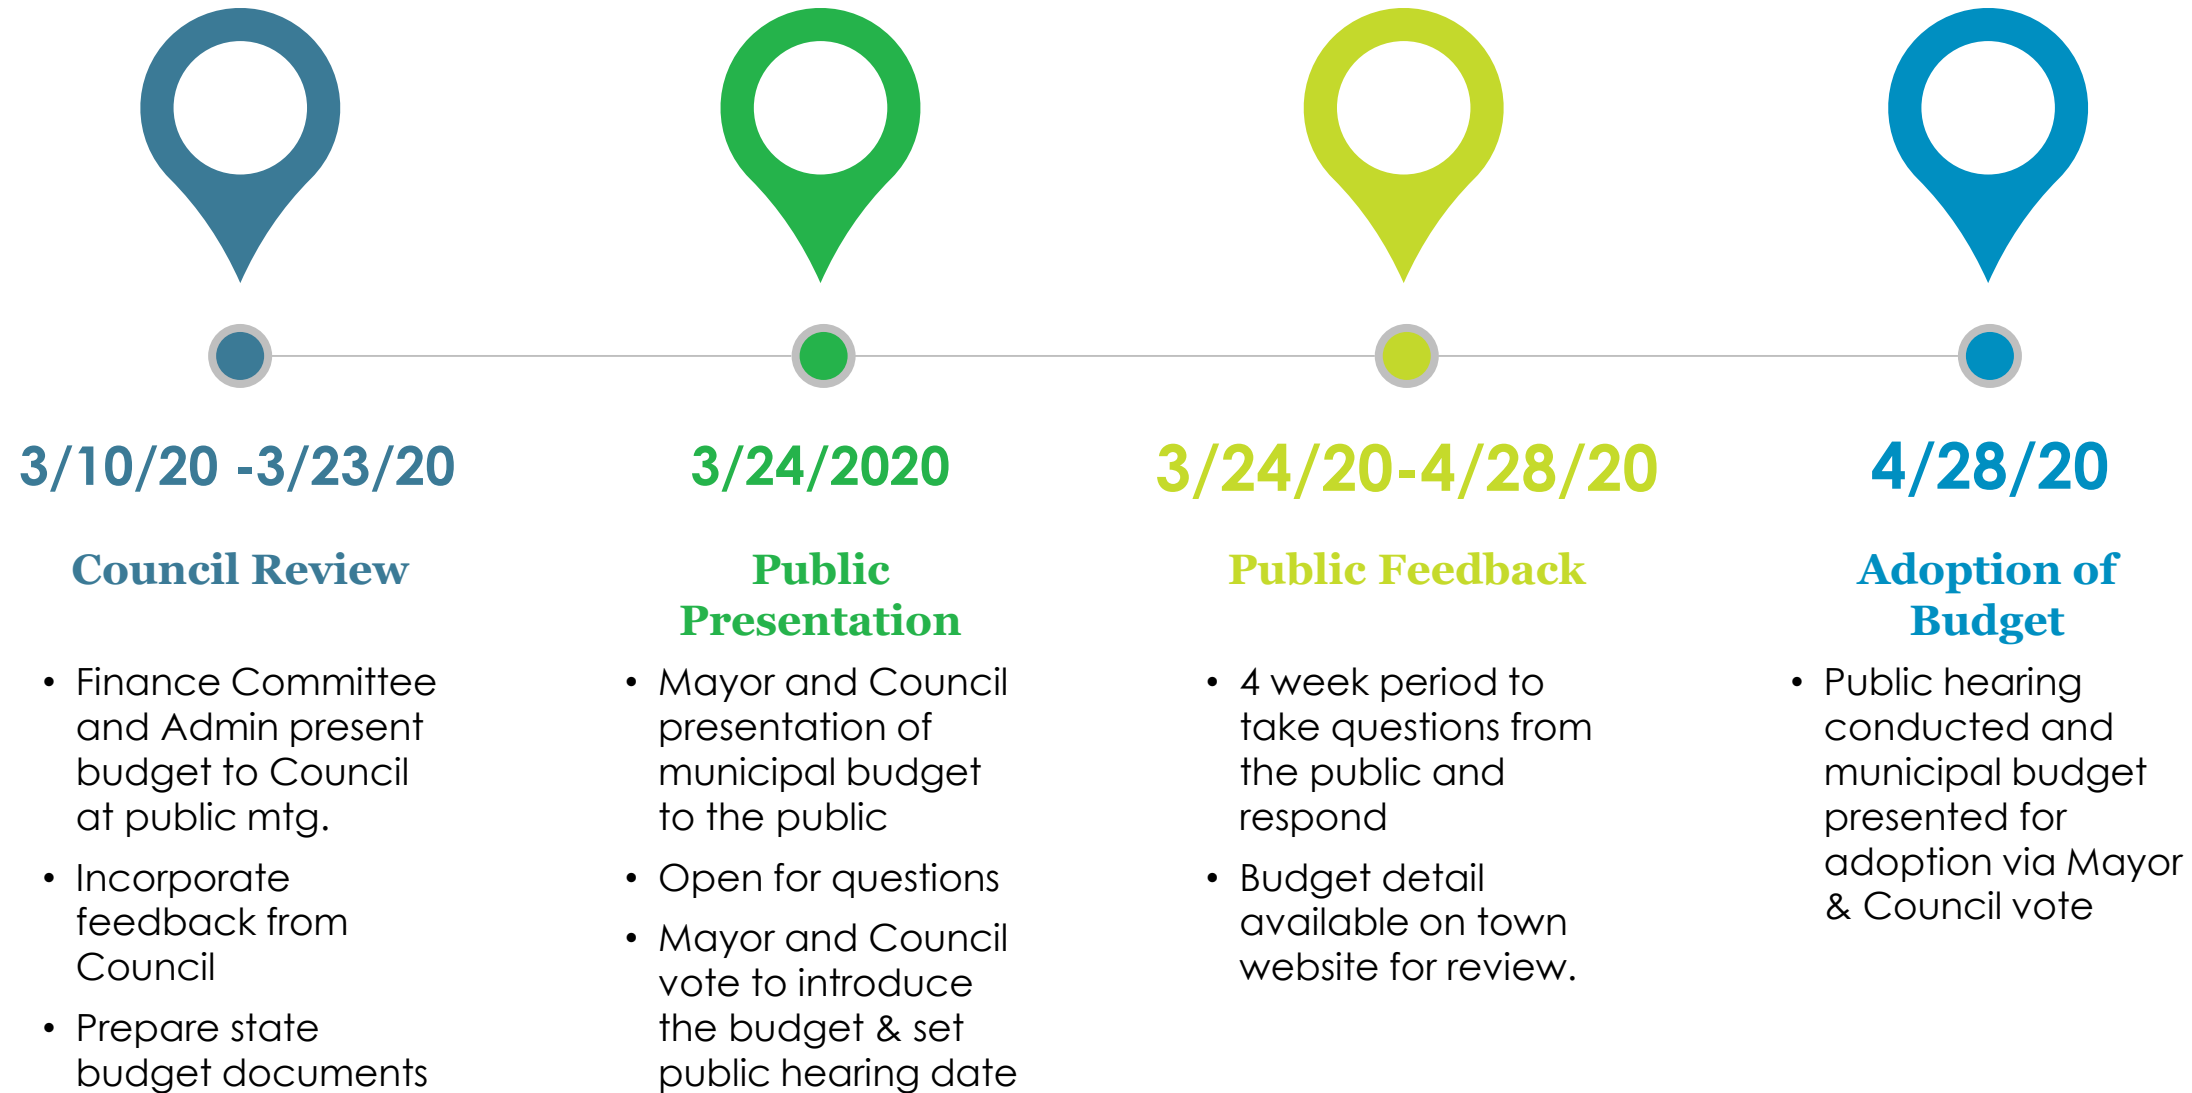 3/10/20 -3/23/20
Council Review
• Finance Committee
and Admin present
budget to Council
at public mtg.
• Incorporate
feedback from
Council
• Prepare state
budget documents
3/24/2020
Public
Presentation
• Mayor and Council
presentation of
municipal budget
to the public
• Open for questions
• Mayor and Council
vote to introduce
the budget & set
public hearing date
3/24/20-4/28/20
Public Feedback
• 4 week period to
take questions from
the public and
respond
• Budget detail
available on town
website for review.
4/28/20
Adoption of
Budget
• Public hearing
conducted and
municipal budget
presented for
adoption via Mayor
& Council vote